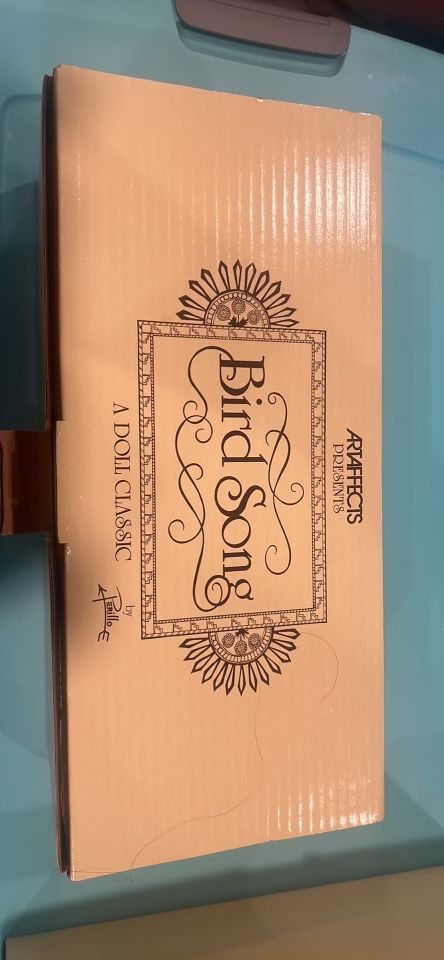 ARTAFFECTS
PRESENTS
Bird Song
A DOLL CLASSIC
by
Perillo